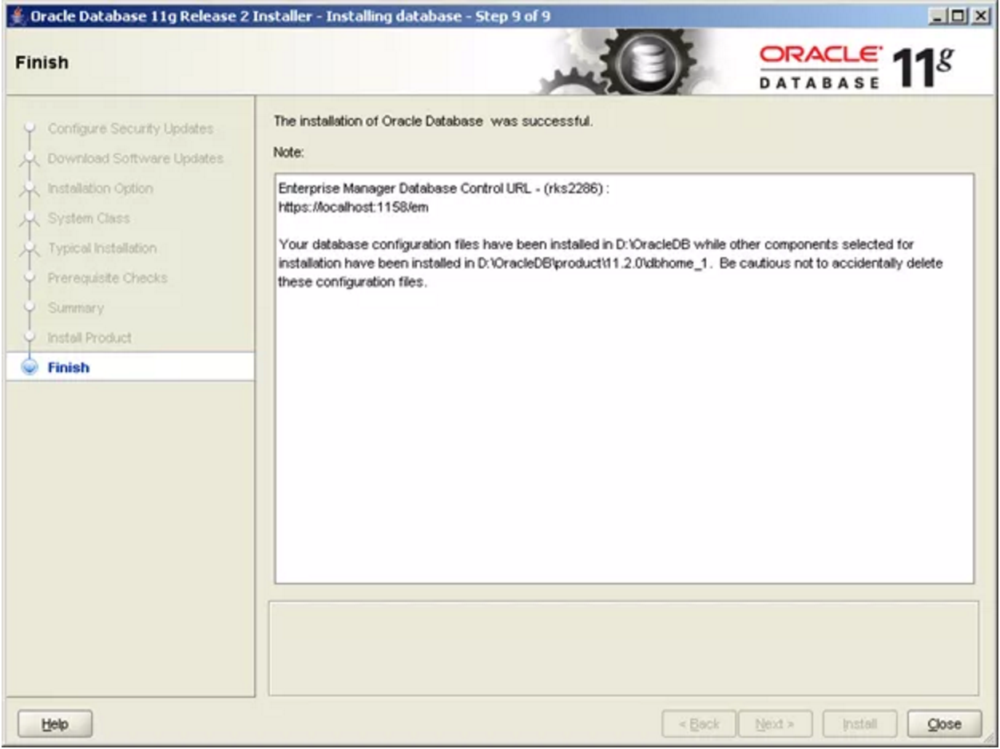 Oracle Database 11g Release 2 Installer - Installing database - Step 9 of 9
Finish
ORACLE 11g
DATABASE
Configure Security Updates
Download Software Updates
Installation Option
System Class
Typical Installation
Prerequisite Checks
Summary
Install Product
Finish
The installation of Oracle Database was successful.
Note:
Enterprise Manager Database Control URL - (rks2286) :
https://localhost:1158/em
Your database configuration files have been installed in D:\OracleDB while other components selected for
installation have been installed in D:\OracleDB\product\11.2.0\dbhome_1. Be cautious not to accidentally delete
these configuration files.
Help
< Back
Next >
Install
Close